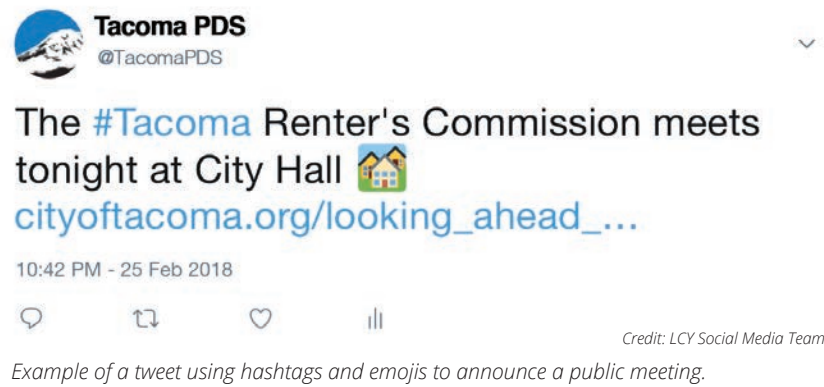 Tacoma PDS
@TacomaPDS
The #Tacoma Renter's Commission meets
tonight at City Hall
cityoftacoma.org/looking_ahead_...
10:42 PM - 25 Feb 2018
Credit: LCY Social Media Team
Example of a tweet using hashtags and emojis to announce a public meeting.